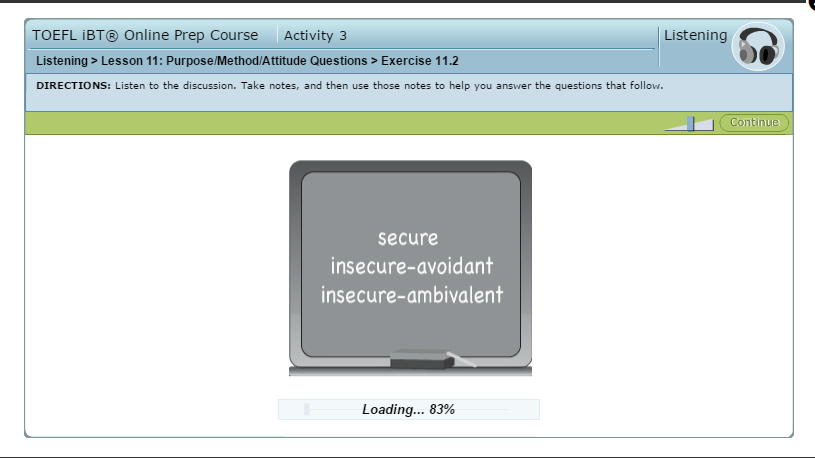 TOEFL iBT® Online Prep Course Activity 3 Listening
Listening > Lesson 11: Purpose/Method/Attitude Questions > Exercise 11.2
DIRECTIONS: Listen to the discussion. Take notes, and then use those notes to help you answer the questions that follow.
Continue
secure
insecure-avoidant
insecure-ambivalent
Loading... 83%